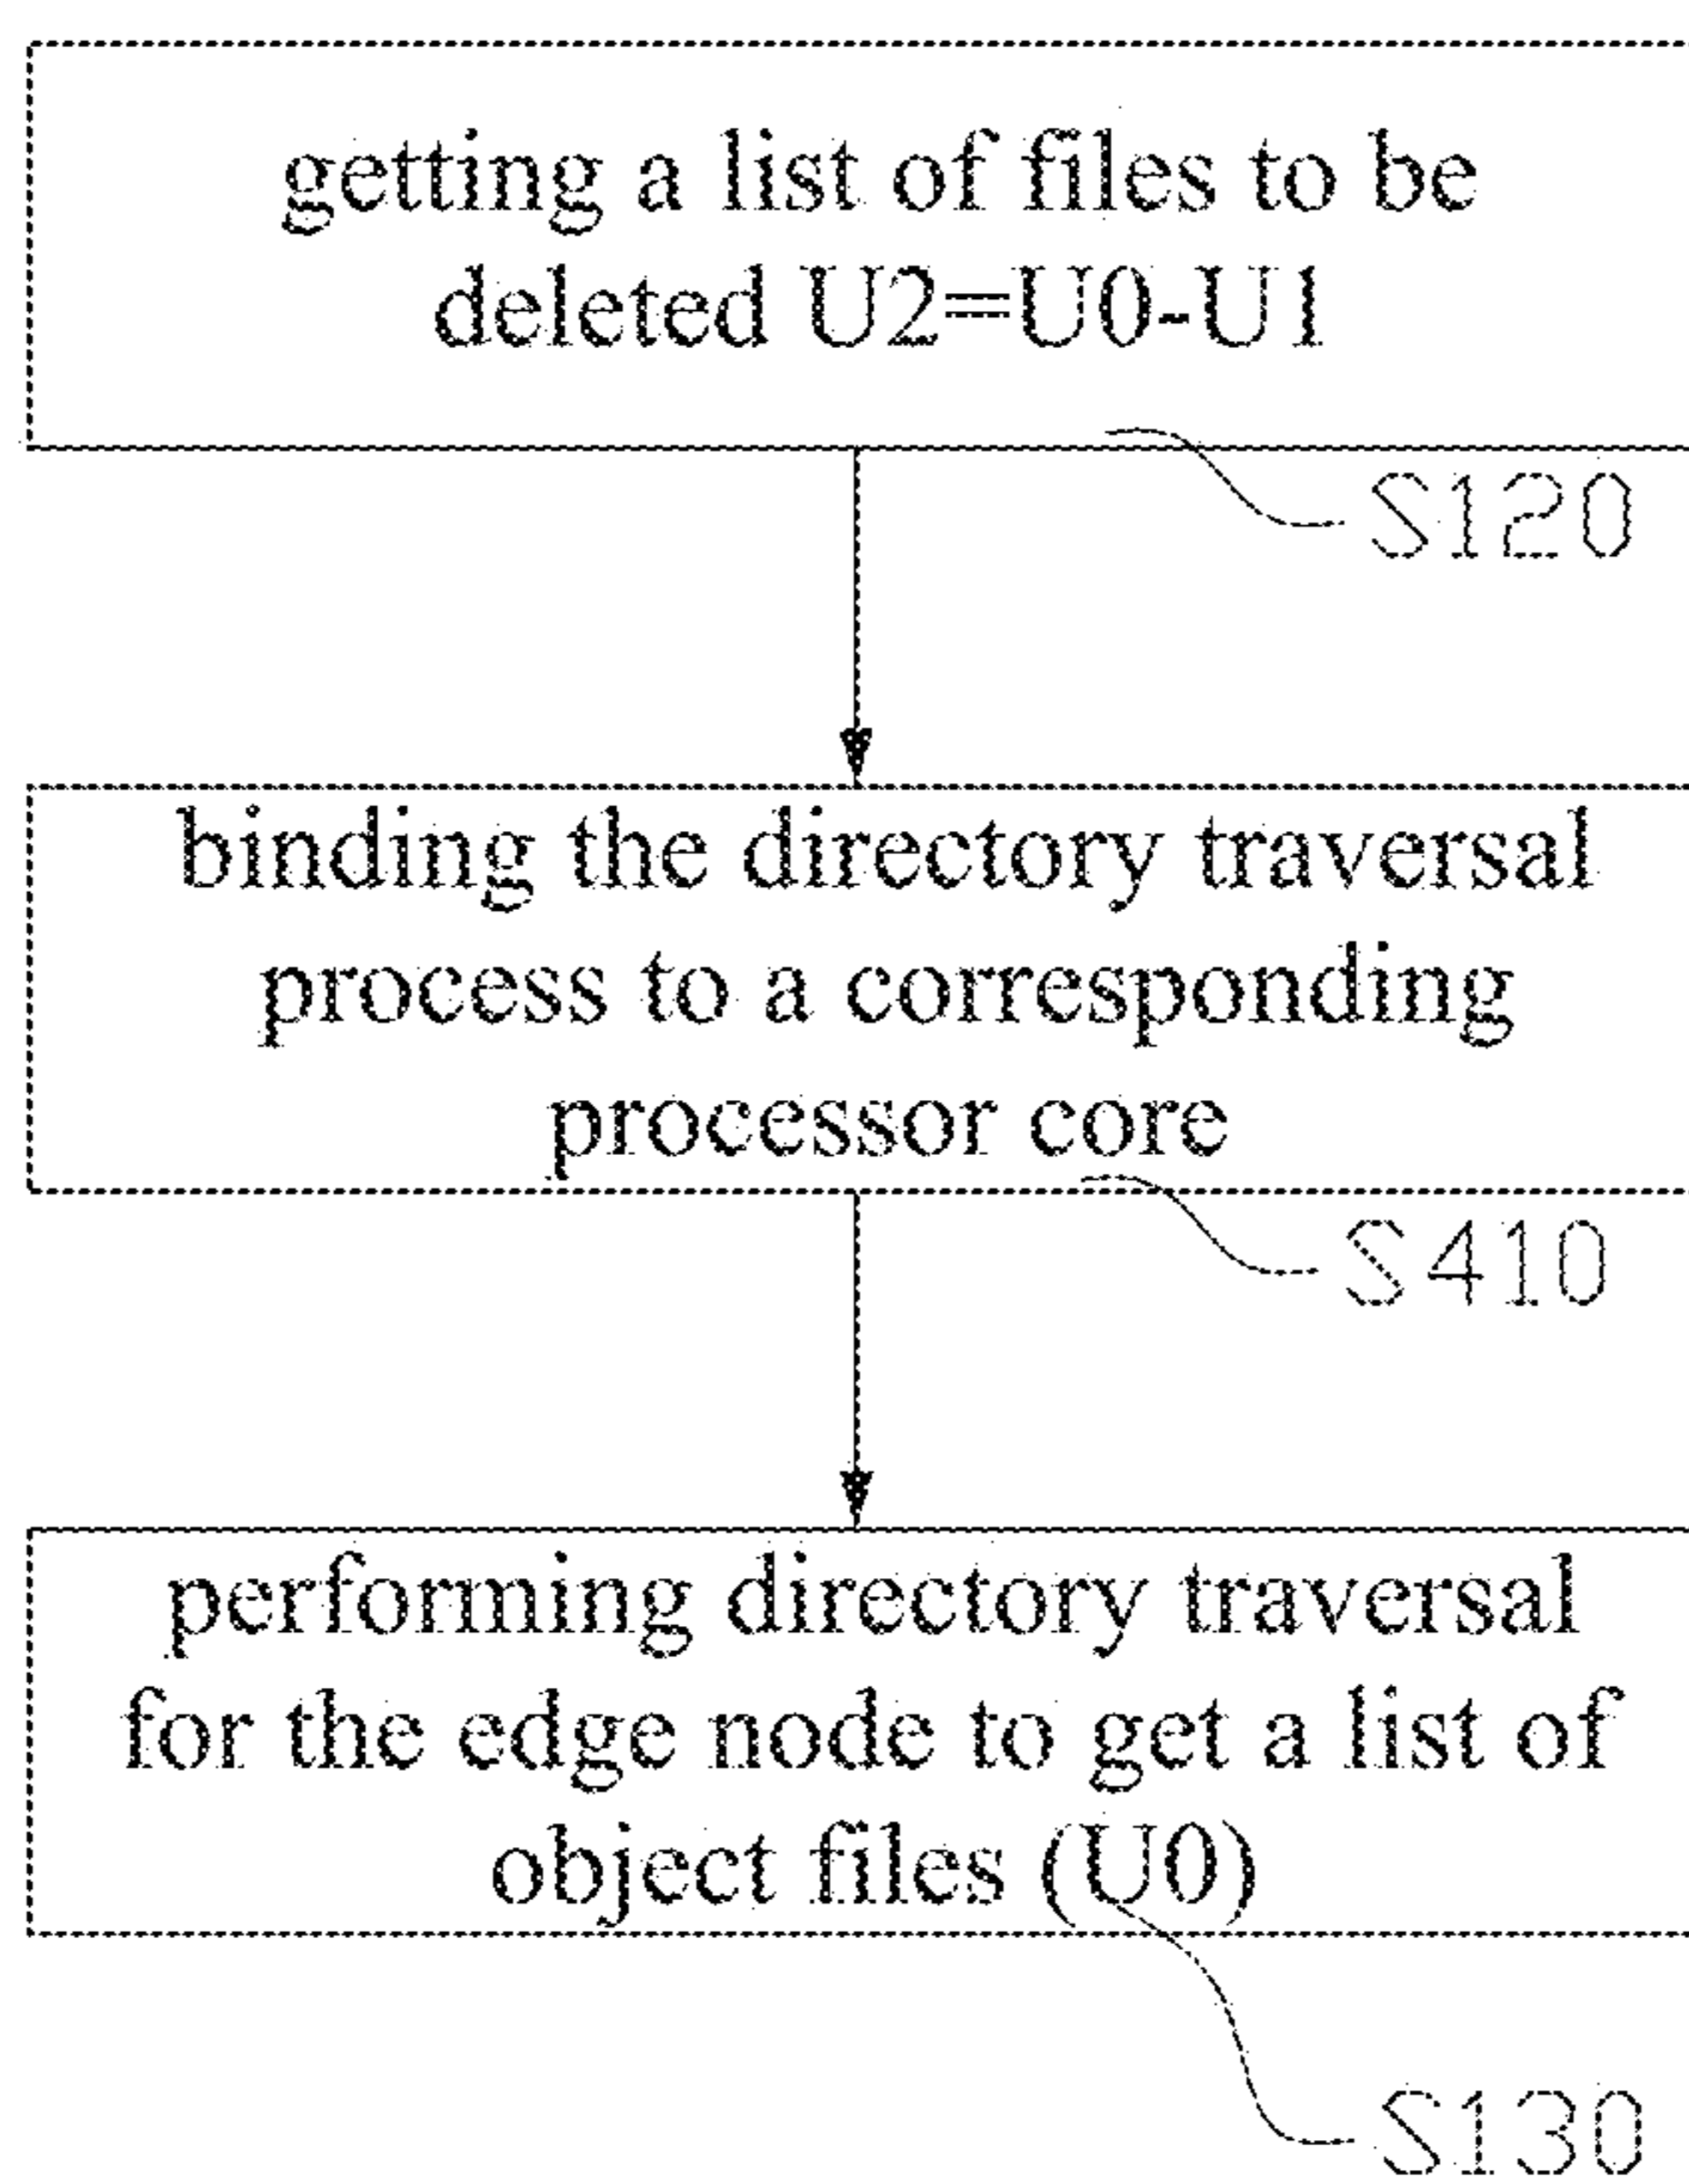 getting a list of files to be
deleted U2=U0-U1
S120
binding the directory traversal
process to a corresponding
processor core
S410
performing directory traversal
for the edge node to get a list of
object files (U0)
S130